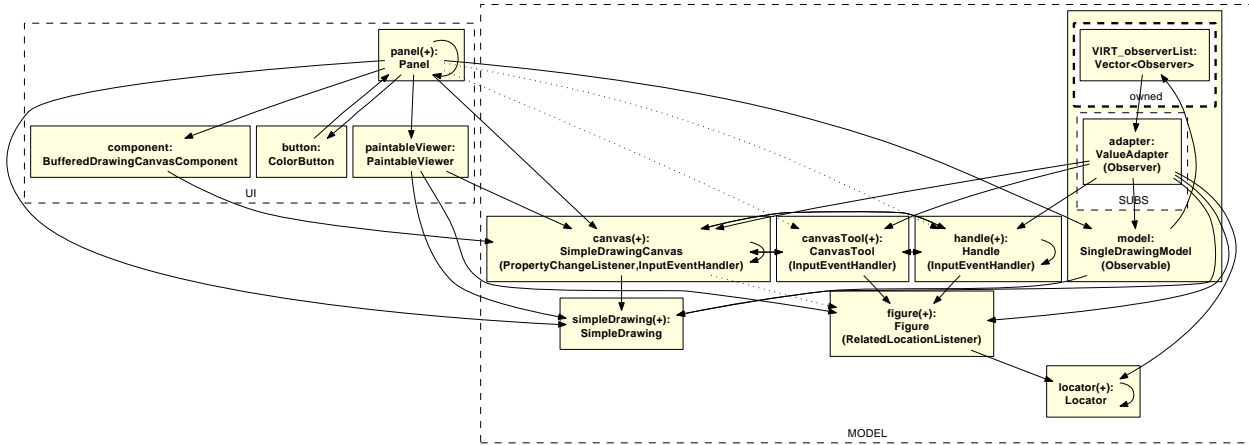 panel(+):
Panel
VIRT_observerList:
Vector<Observer>
owned
component:
BufferedDrawingCanvasComponent
button:
ColorButton
paintableViewer:
PaintableViewer
adapter:
ValueAdapter
(Observer)
UI
SUBS
canvas(+):
SimpleDrawingCanvas
(PropertyChangeListener,InputEventHandler)
canvasTool(+):
CanvasTool
(InputEventHandler)
handle(+):
Handle
(InputEventHandler)
model:
SingleDrawingModel
(Observable)
simpleDrawing(+):
SimpleDrawing
figure(+):
Figure
(RelatedLocationListener)
locator(+):
Locator
MODEL